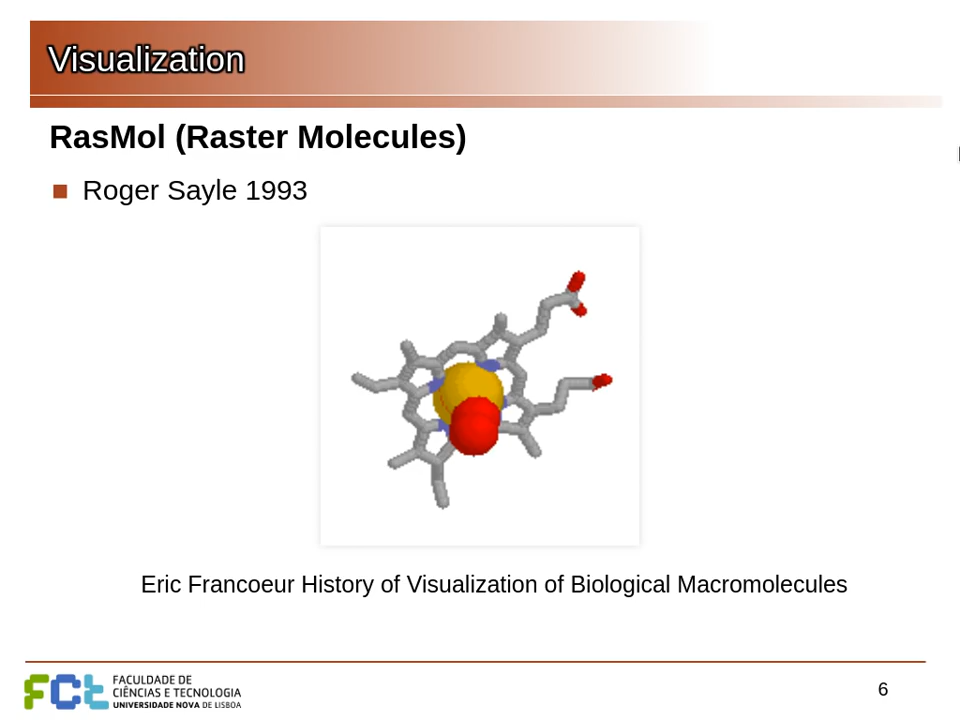 Visualization
RasMol (Raster Molecules)
Roger Sayle 1993
Eric Francoeur History of Visualization of Biological Macromolecules
FCt
FACULDADE DE
CIÊNCIAS E TECNOLOGIA
UNIVERSIDADE NOVA DE LISBOA
6